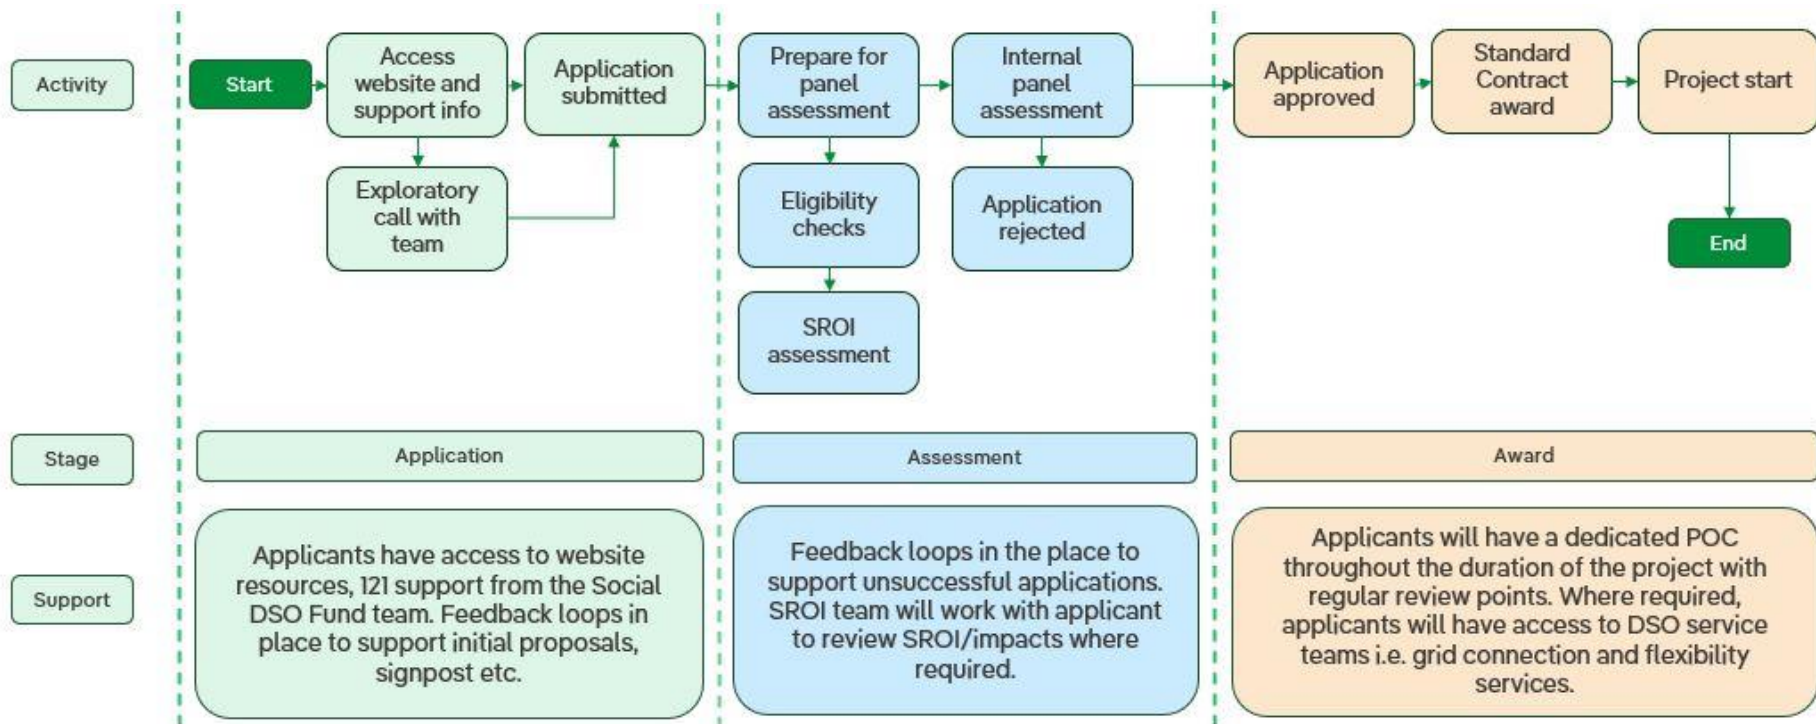 Activity
Start
Access
website and
support info
Application
submitted
Exploratory
call with
team
Prepare for
panel
assessment
Internal
panel
assessment
Eligibility
checks
Application
rejected
SROI
assessment
Application
approved
Standard
Contract
award
Project start
End
Stage
Application
Assessment
Award
Support
Applicants have access to website
resources, 121 support from the Social
DSO Fund team. Feedback loops in
place to support initial proposals,
signpost etc.
Feedback loops in the place to
support unsuccessful applications.
SROI team will work with applicant
to review SROI/impacts where
required.
Applicants will have a dedicated POC
throughout the duration of the project with
regular review points. Where required,
applicants will have access to DSO service
teams i.e. grid connection and flexibility
services.